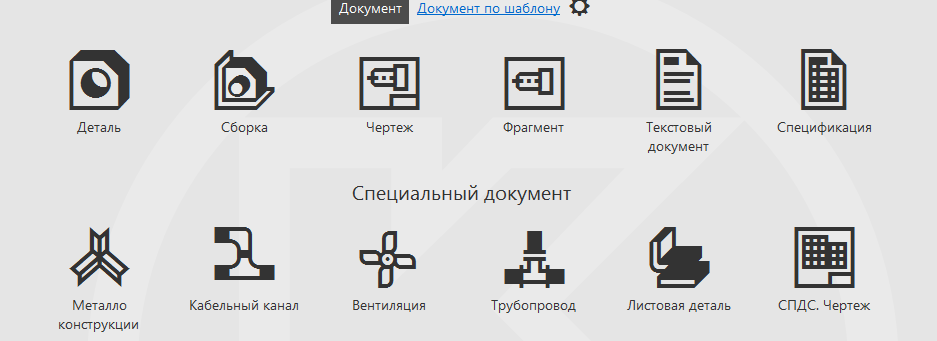 Документ Документ по шаблону
Деталь Сборка Чертеж Фрагмент Текстовый документ Спецификация
Специальный документ
Металло конструкции Кабельный канал Вентиляция Трубопровод Листовая деталь СПДС. Чертеж